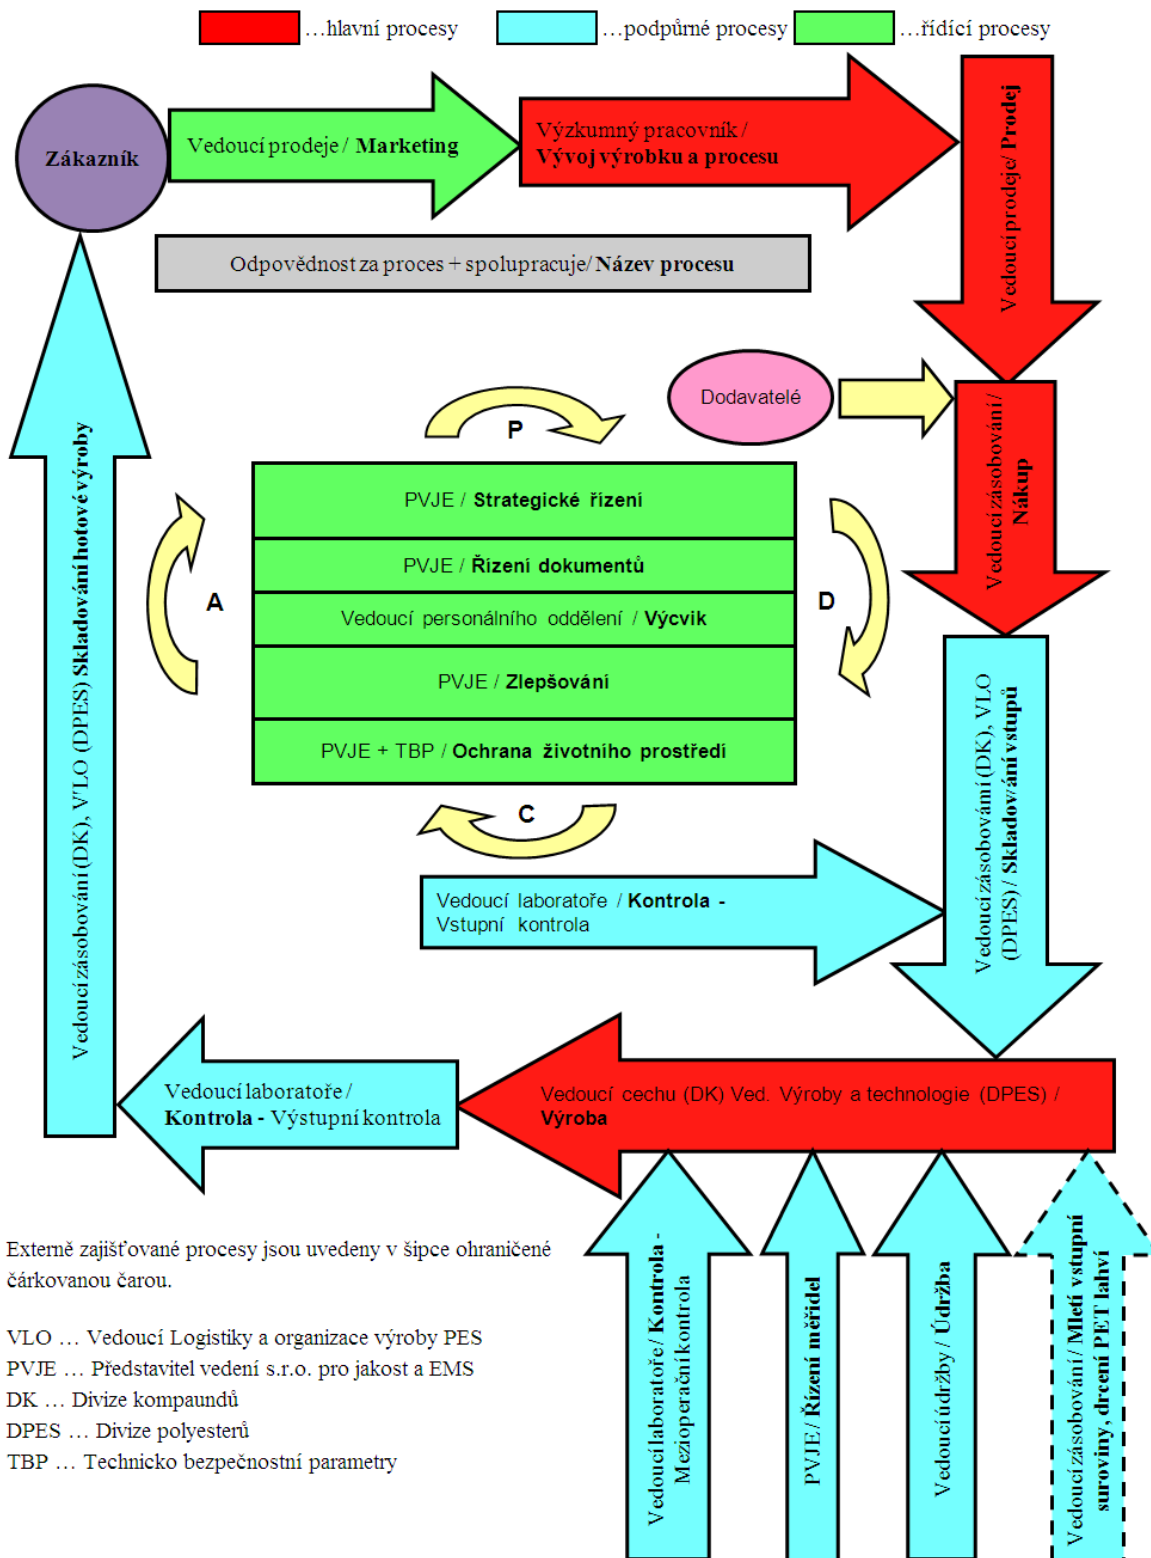 …hlavní procesy
…podpůrné procesy
…řídící procesy
Zákazník
Vedoucí prodeje / Marketing
Výzkumný pracovník /
Vývoj výrobku a procesu
Vedoucí prodeje/ Prodej
Odpovědnost za proces + spolupracuje/ Název procesu
Dodavatelé
Vedoucí zásobování /
Nákup
P
PVJE / Strategické řízení
PVJE / Řízení dokumentů
Vedoucí personálního oddělení / Výcvik
PVJE / Zlepšování
PVJE + TBP / Ochrana životního prostředí
A
D
C
Vedoucí zásobování (DK), VLO (DPES) Skladování hotové výroby
Vedoucí zásobování (DK), VLO
(DPES) / Skladování vstupů
Vedoucí laboratoře / Kontrola -
Vstupní kontrola
Vedoucí cechu (DK) Ved. Výroby a technologie (DPES) /
Výroba
Vedoucí laboratoře /
Kontrola - Výstupní kontrola
Vedoucí laboratoře / Kontrola -
Mezioperační kontrola
PVJE / Řízení měřidel
Vedoucí údržby / Údržba
Vedoucí zásobování / Mletí vstupní
suroviny, drcení PET lahví
Externě zajišťované procesy jsou uvedeny v šipce ohraničené
čárkovanou čarou.
VLO … Vedoucí Logistiky a organizace výroby PES
PVJE … Představitel vedení s.r.o. pro jakost a EMS
DK … Divize kompaundů
DPES … Divize polyesterů
TBP … Technicko bezpečnostní parametry